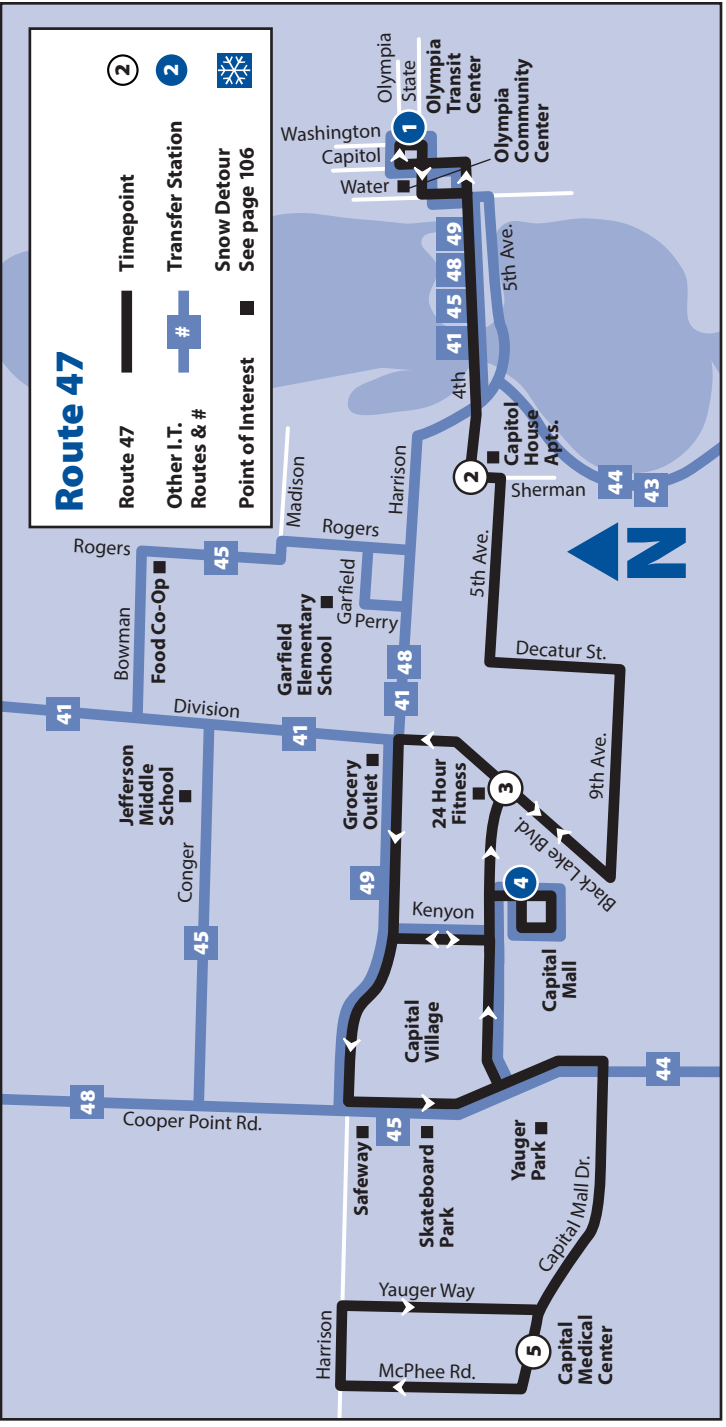 Route 47
Route 47
Timepoint
2
Other I.T.
Routes & #
#
Transfer Station
2
Point of Interest
Snow Detour
See page 106
Olympia
State
Washington
Capitol
Water
1
Olympia
Transit
Center
Olympia
Community
Center
41
45
48
49
5th Ave.
4th
2
Capitol
House
Apts.
Sherman
44
43
N
Madison
Harrison
Rogers
Rogers
45
Garfield
Perry
Garfield
Elementary
School
Bowman
Food Co-Op
5th Ave.
Decatur St.
9th Ave.
Black Lake Blvd.
41
48
41
Division
41
Jefferson
Middle
School
Grocery
Outlet
24 Hour
Fitness
3
Conger
45
49
Kenyon
4
Capital
Mall
Capital
Village
48
Cooper Point Rd.
45
44
Safeway
Skateboard
Park
Yauger
Park
Capital Mall Dr.
Harrison
Yauger Way
McPhee Rd.
5
Capital
Medical
Center